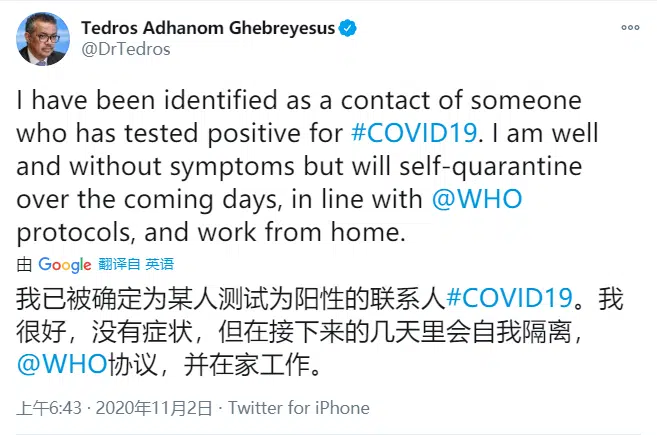 Tedros Adhanom Ghebreyesus
@DrTedros
I have been identified as a contact of someone
who has tested positive for #COVID19. I am well
and without symptoms but will self-quarantine
over the coming days, in line with @WHO
protocols, and work from home.
由 Google 翻译自 英语
我已被确定为某人测试为阳性的联系人#COVID19。我
很好，没有症状，但在接下来的几天里会自我隔离，
@WHO协议，并在家工作。
上午6:43 · 2020年11月2日 · Twitter for iPhone